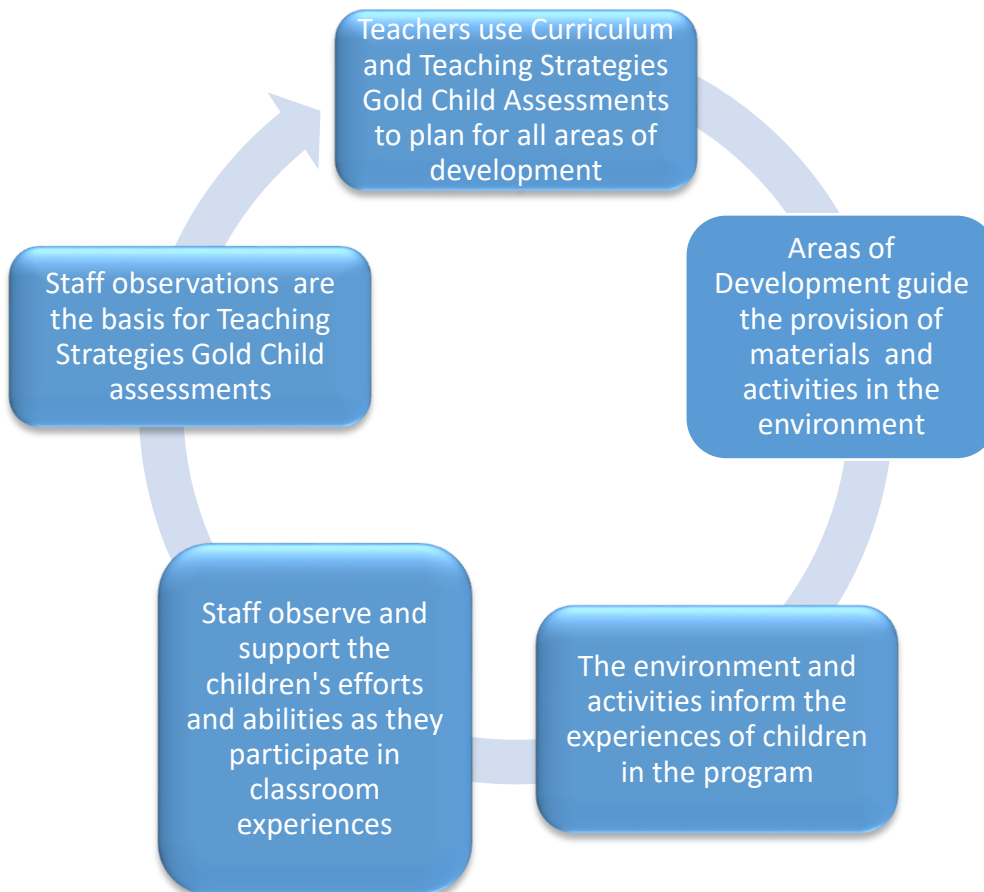 Teachers use Curriculum
and Teaching Strategies
Gold Child Assessments
to plan for all areas of
development
Areas of
Development guide
the provision of
materials and
activities in the
environment
The environment and
activities inform the
experiences of children
in the program
Staff observe and
support the
children's efforts
and abilities as they
participate in
classroom
experiences
Staff observations are
the basis for Teaching
Strategies Gold Child
assessments